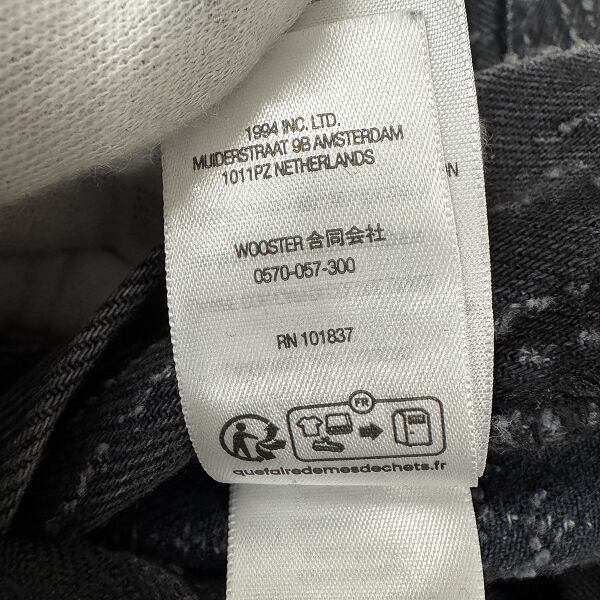 1994 INC. LTD.
MUIDERSTRAAT 9B AMSTERDAM
1011PZ NETHERLANDS
ON
WOOSTER 合同会社
0570-057-300
RN 101837
FR
quefairedemesdechets.fr